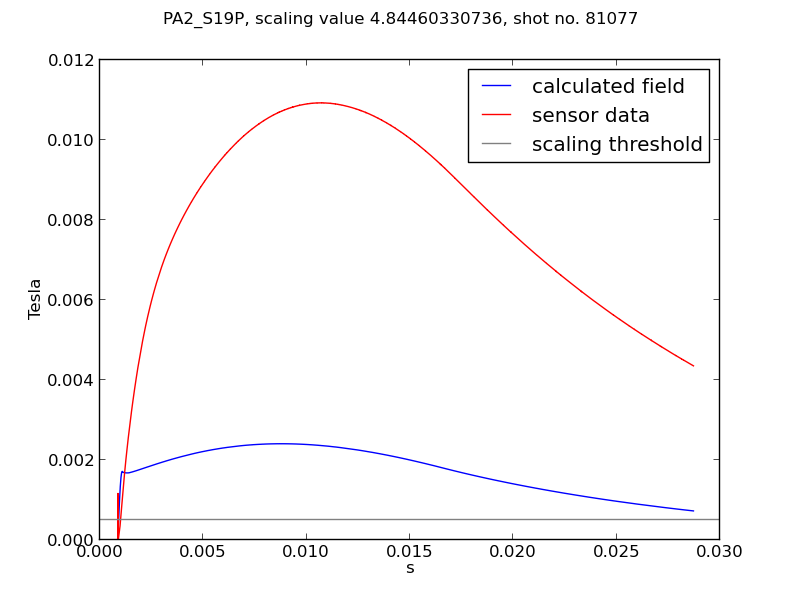 PA2_S19P, scaling value 4.84460330736, shot no. 81077
calculated field
sensor data
scaling threshold
0.012
0.010
0.008
0.006
0.004
0.002
0.000
Tesla
0.000
0.005
0.010
0.015
0.020
0.025
0.030
s